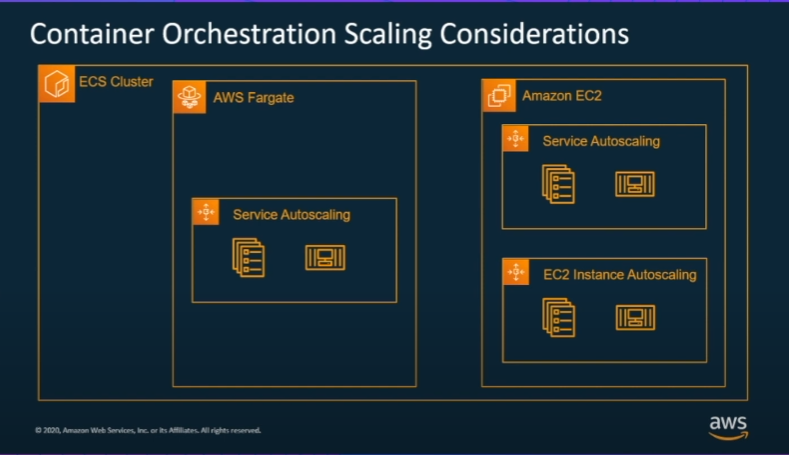 Container Orchestration Scaling Considerations
ECS Cluster
AWS Fargate
Service Autoscaling
Amazon EC2
Service Autoscaling
EC2 Instance Autoscaling
© 2020, Amazon Web Services, Inc. or its Affiliates. All rights reserved.
aws